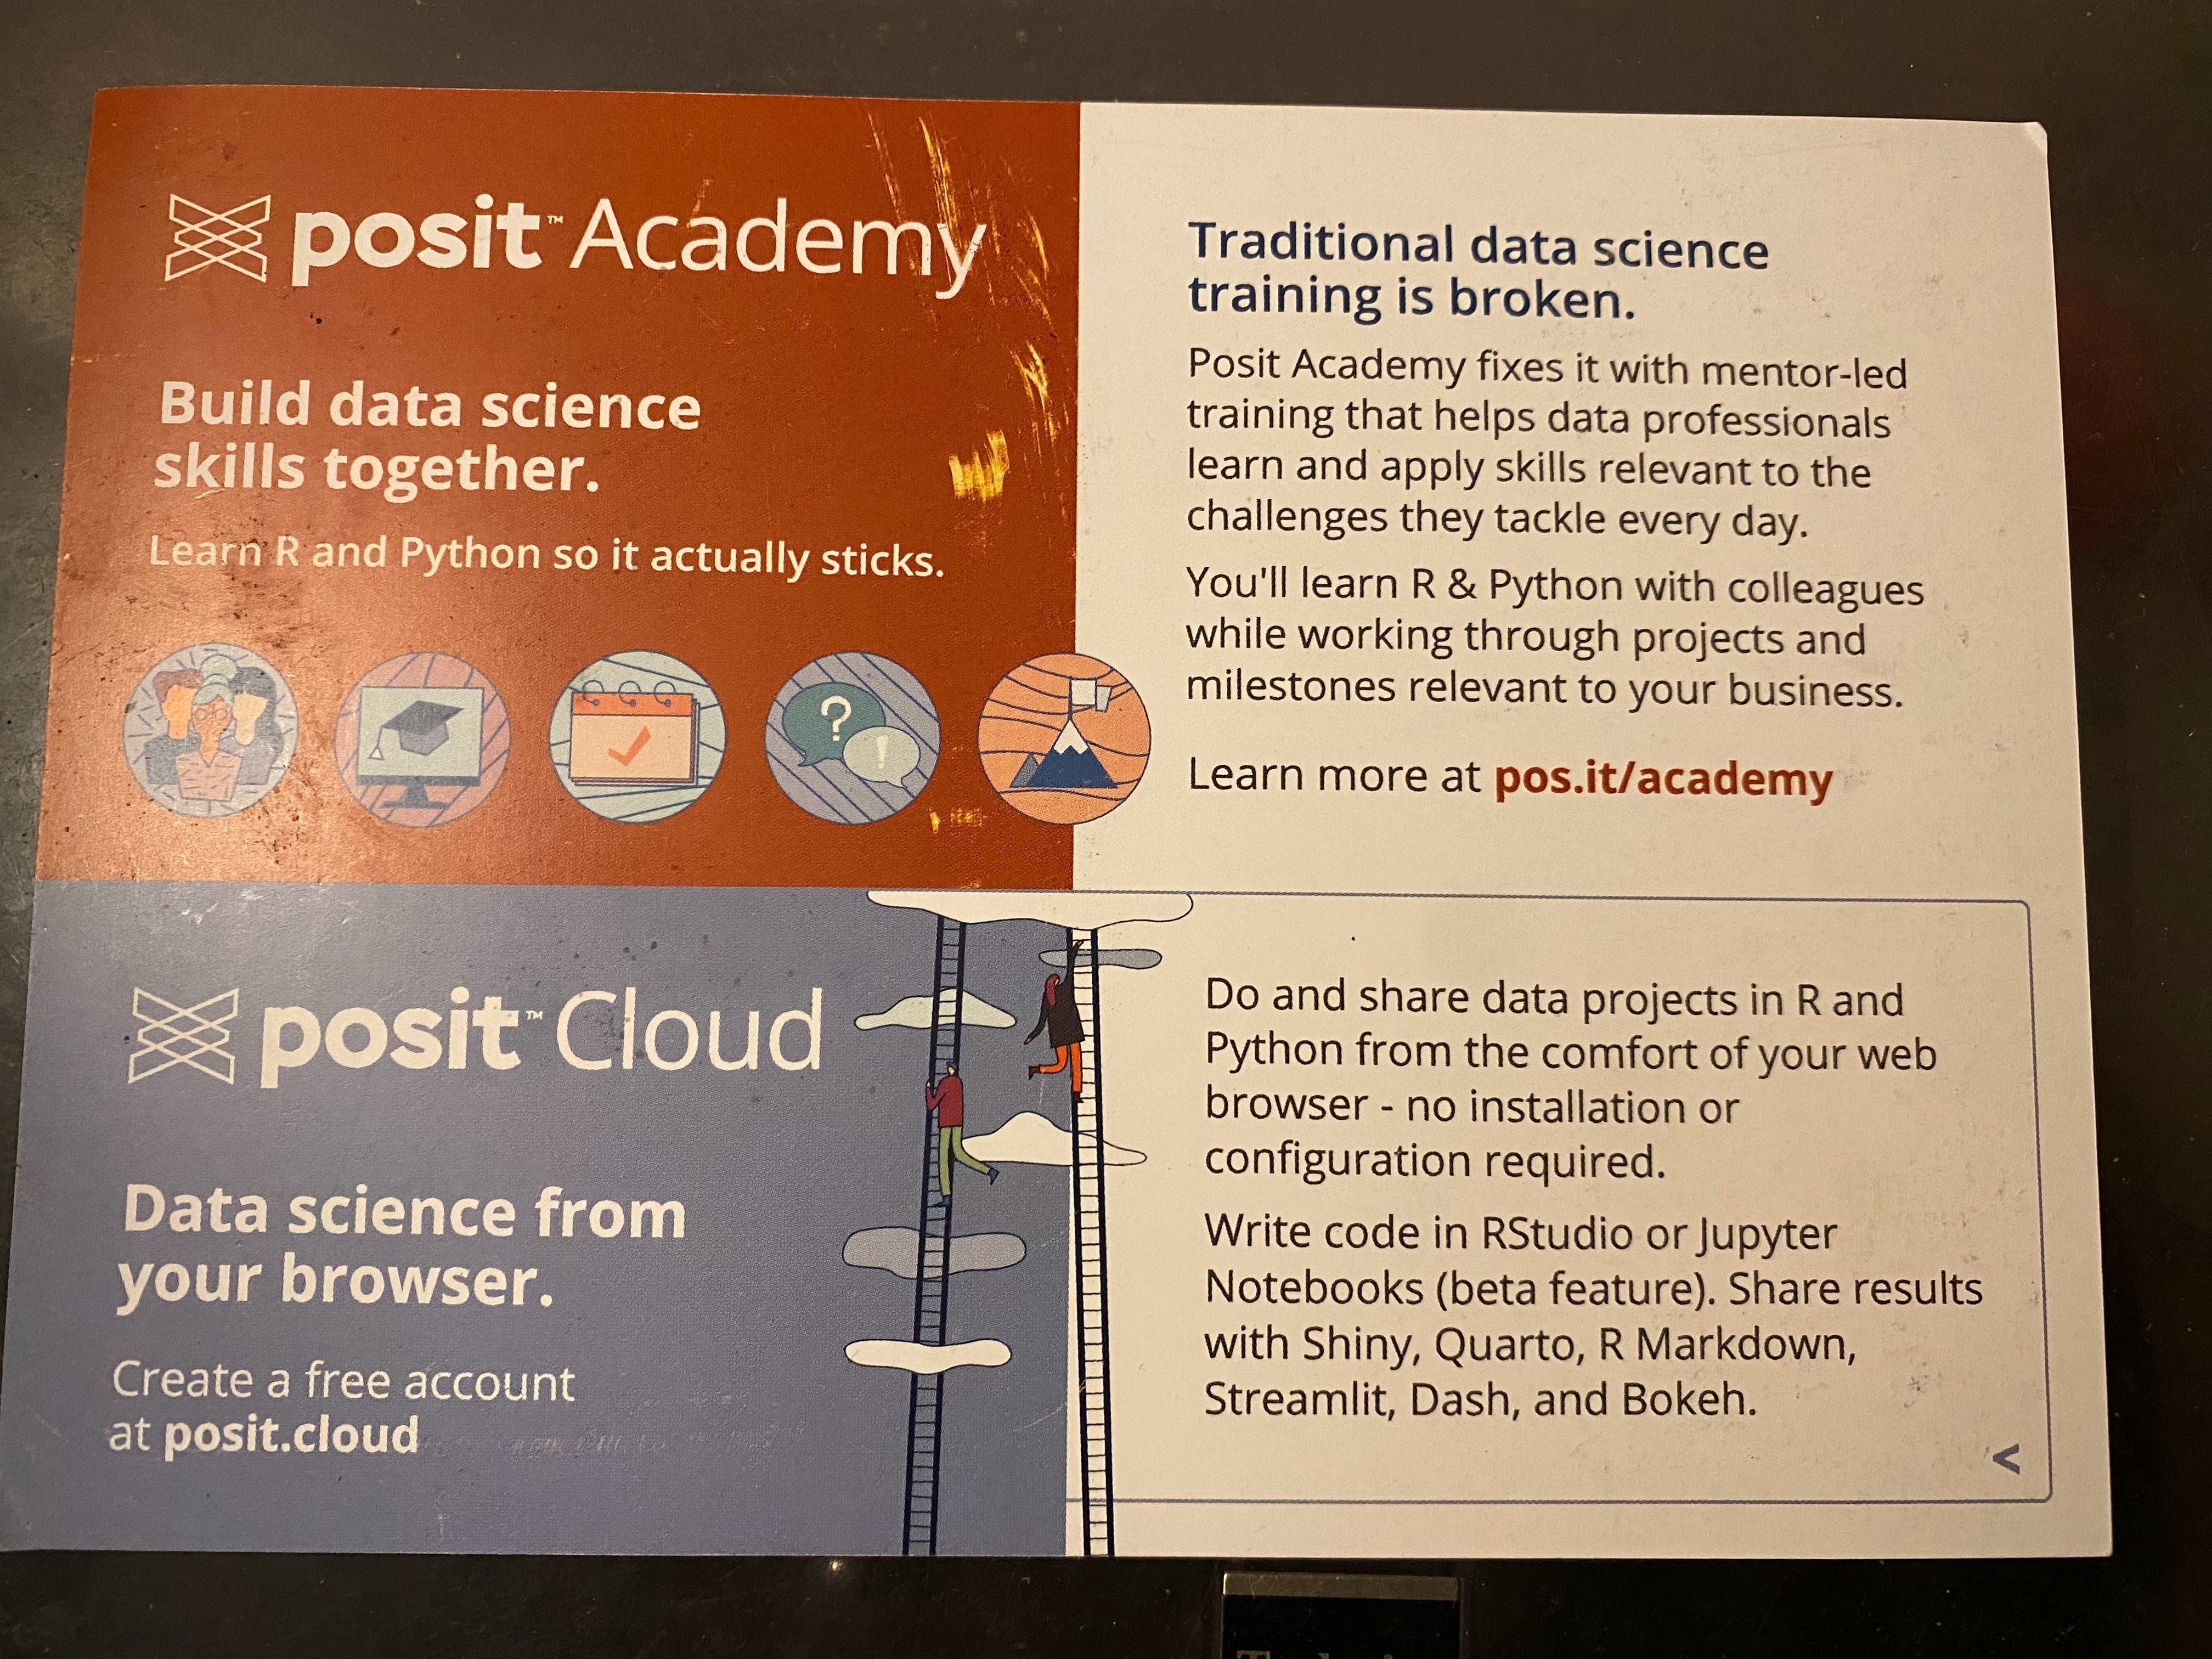 posit™ Academy
Build data science
skills together.
Learn R and Python so it actually sticks.
?
!
Traditional data science
training is broken.
Posit Academy fixes it with mentor-led
training that helps data professionals
learn and apply skills relevant to the
challenges they tackle every day.
You'll learn R & Python with colleagues
while working through projects and
milestones relevant to your business.
Learn more at pos.it/academy
posit™ Cloud
Data science from
your browser.
Create a free account
at posit.cloud
Do and share data projects in R and
Python from the comfort of your web
browser - no installation or
configuration required.
Write code in RStudio or Jupyter
Notebooks (beta feature). Share results
with Shiny, Quarto, R Markdown,
Streamlit, Dash, and Bokeh.
<